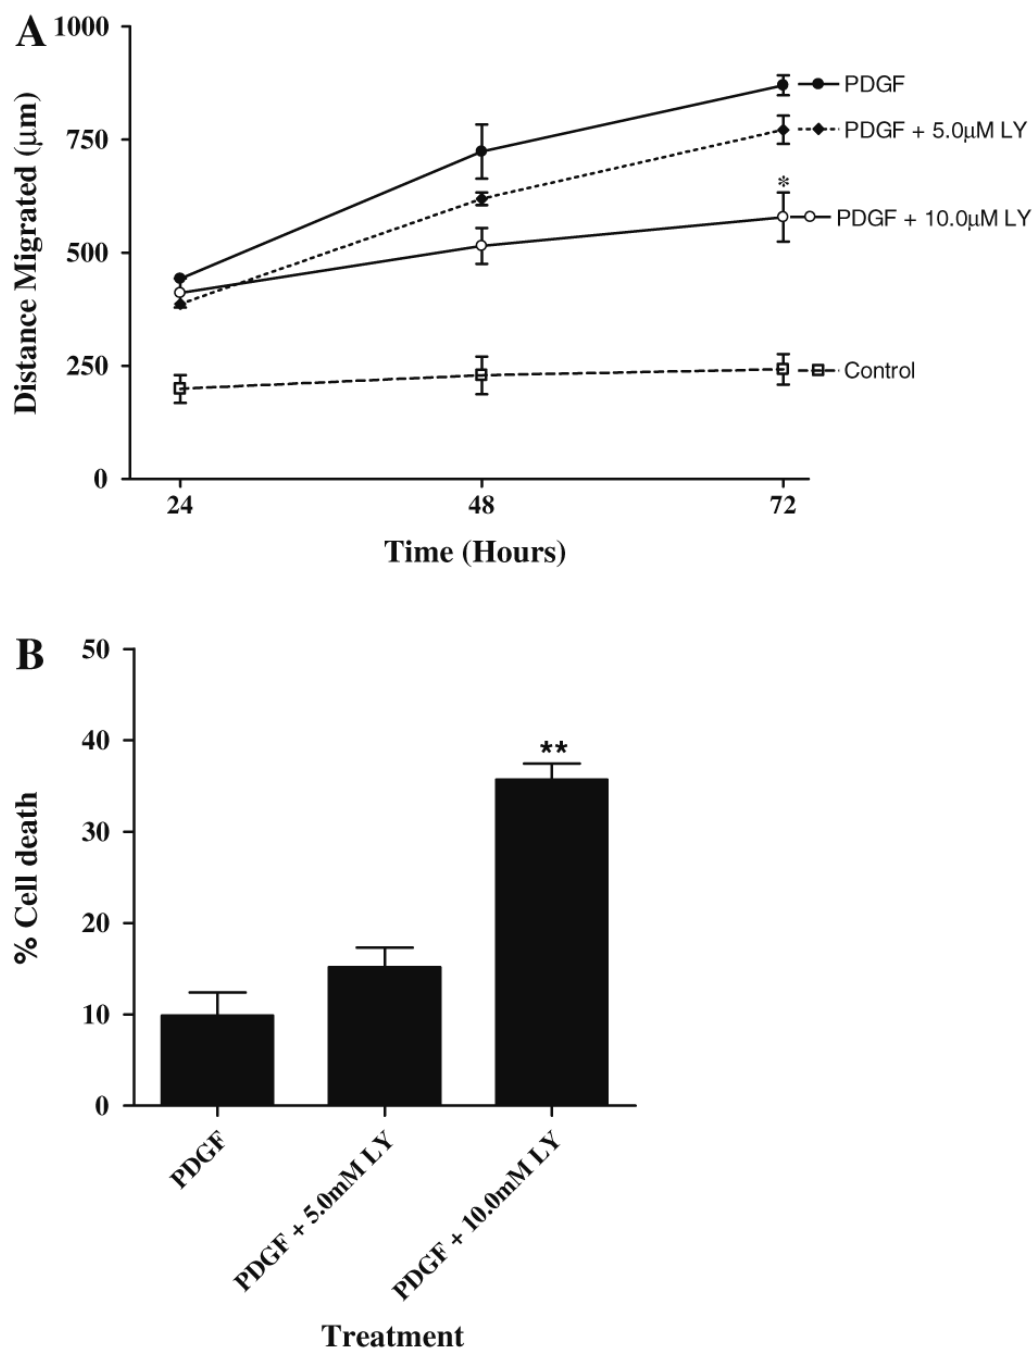 A
1000
750
500
250
0
Distance Migrated (μm)
PDGF
PDGF + 5.0μM LY
*
PDGF + 10.0μM LY
Control
24 48 72
Time (Hours)
B
50
40
30
20
10
0
% Cell death
**
PDGF
PDGF + 5.0mM LY
PDGF + 10.0mM LY
Treatment